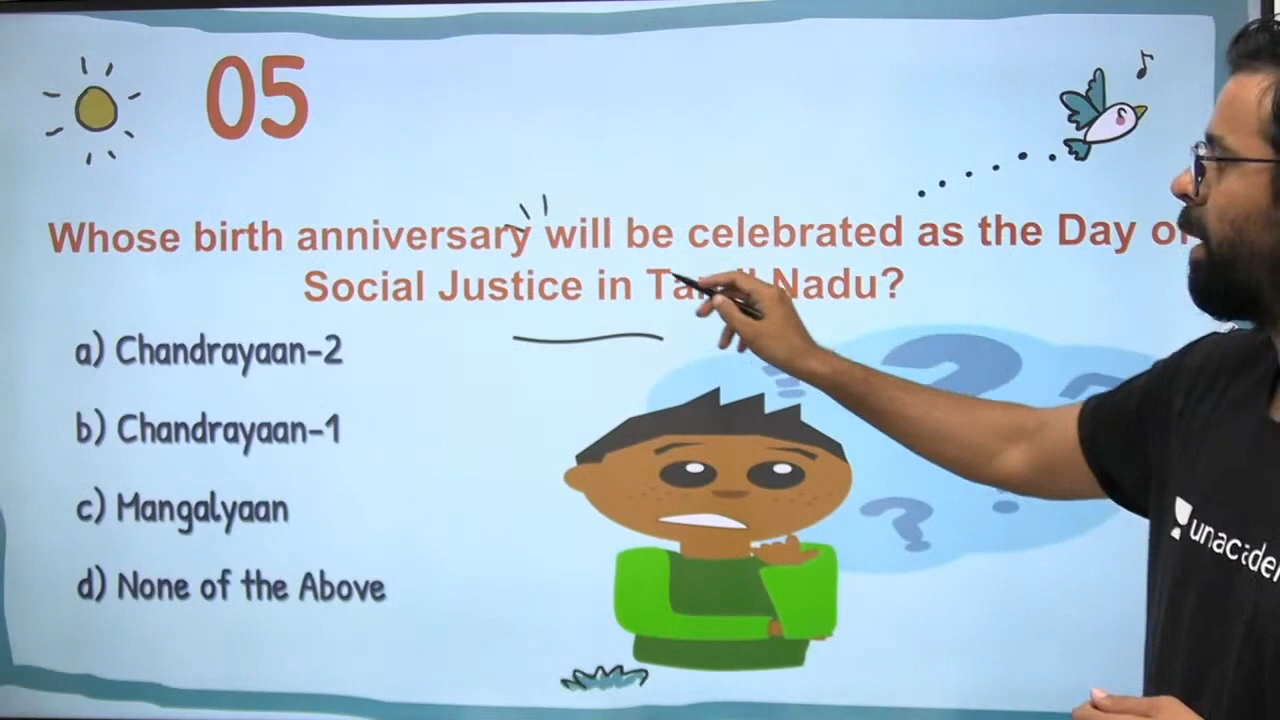 05
Whose birth anniversary will be celebrated as the Day of
Social Justice in Tamil Nadu?
a) Chandrayaan-2
b) Chandrayaan-1
c) Mangalyaan
d) None of the Above